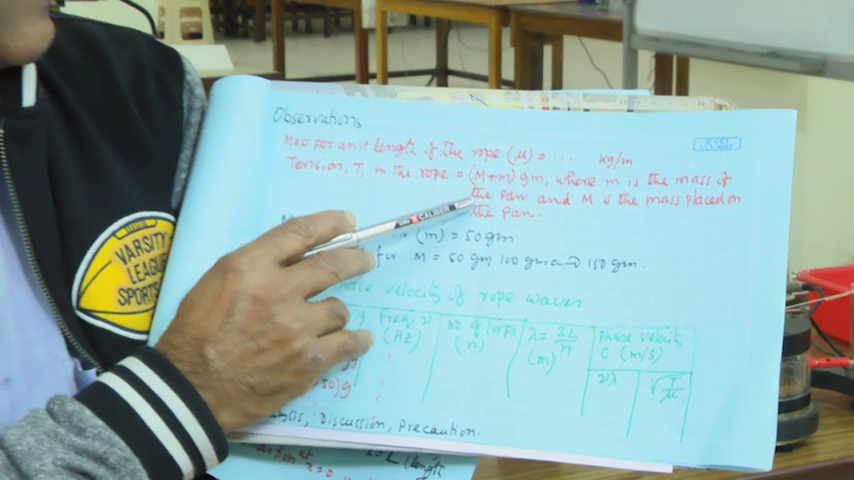 Observations
Mass per unit length of the rope (μ) = ... kg/m
Tension, T, in the rope = (M+m) gm, where m is the mass of
the pan and M is the mass placed on
the pan.
(m) = 50 gm
for M = 50 gm 100 gm and 150 gm.
phase velocity of rope waves
Freq ν (Hz) No. of loops (n) λ = 2L/n (m) Phase velocity C (m/s)
νλ √T/μ
50)g
Discussion, Precaution.
x=0 L (length
X CALIBER
VARSITY
LEAGUE
SPORTS